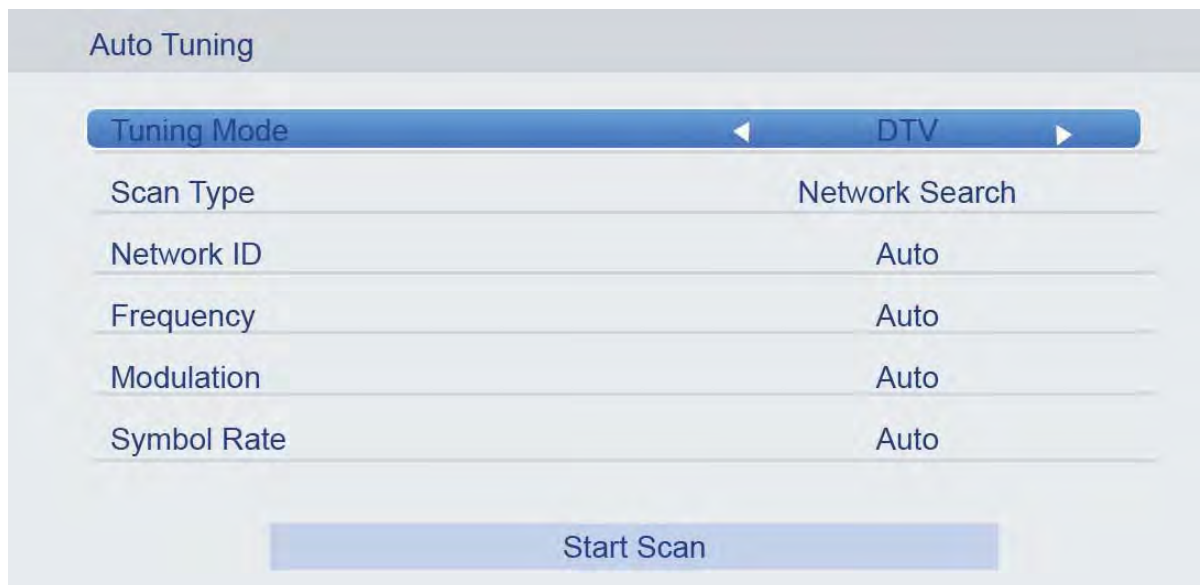 Auto Tuning
Tuning Mode DTV
Scan Type Network Search
Network ID Auto
Frequency Auto
Modulation Auto
Symbol Rate Auto
Start Scan